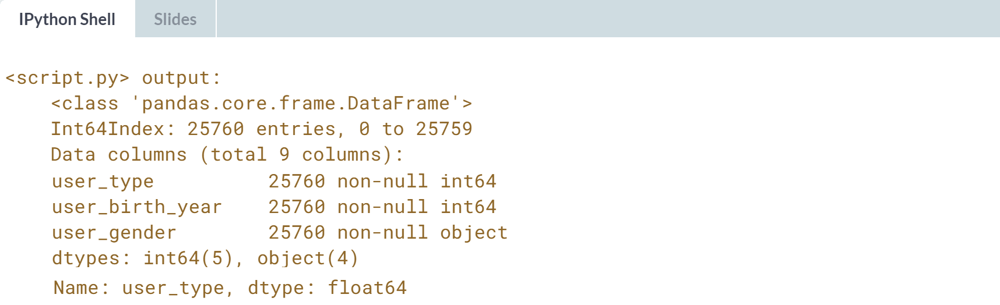 IPython Shell Slides
<script.py> output:
<class 'pandas.core.frame.DataFrame'>
Int64Index: 25760 entries, 0 to 25759
Data columns (total 9 columns):
user_type 25760 non-null int64
user_birth_year 25760 non-null int64
user_gender 25760 non-null object
dtypes: int64(5), object(4)
Name: user_type, dtype: float64